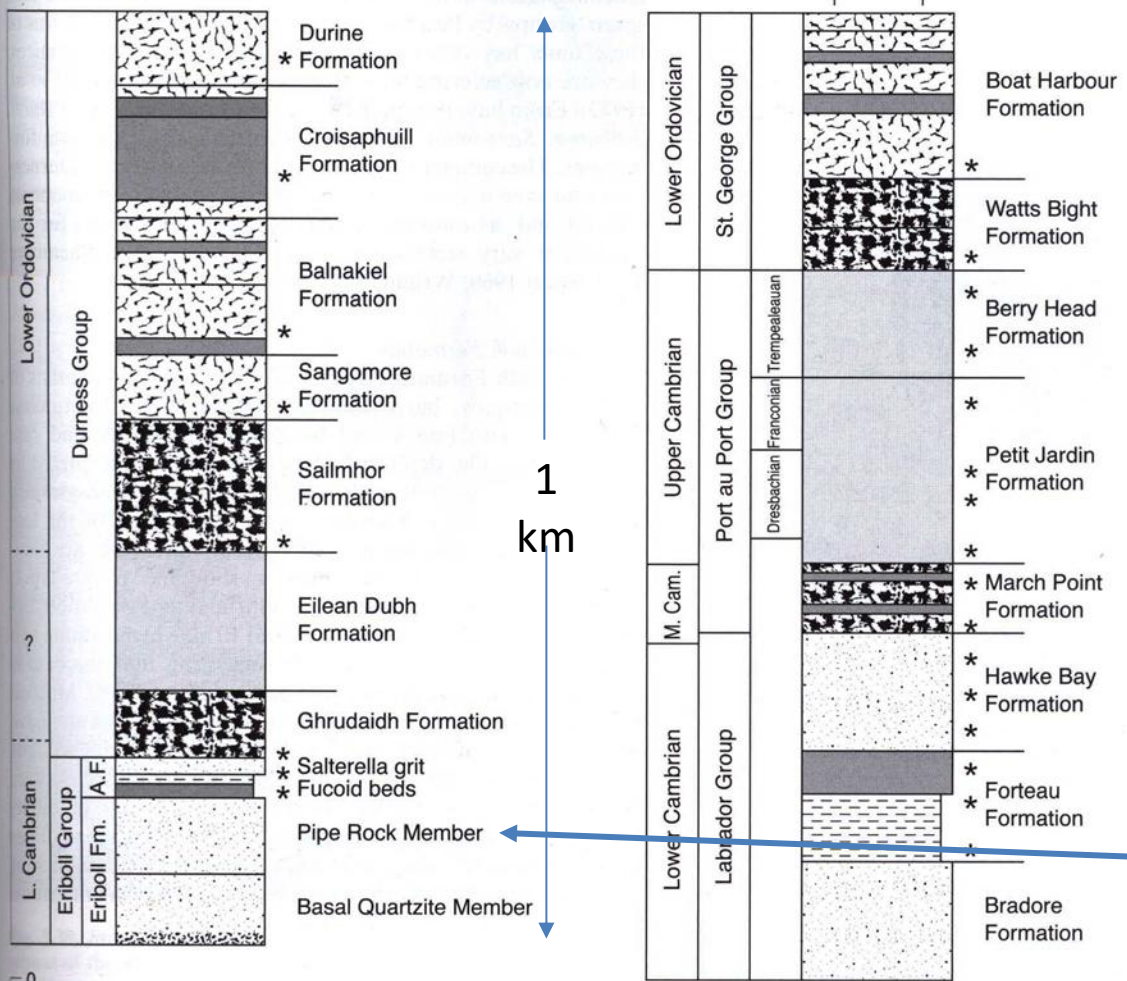 Lower Ordovician
?
L. Cambrian
Durness Group
Eriboll Group
A.F.
Eriboll Fm.
Durine
Formation
*
Croisaphuill
Formation
*
Balnakiel
Formation
*
Sangomore
Formation
*
Sailmhor
Formation
*
Eilean Dubh
Formation
Ghrudaidh Formation
*
* Salterella grit
* Fucoid beds
Pipe Rock Member
Basal Quartzite Member
0
1
km
Lower Ordovician
Upper Cambrian
M. Cam.
Lower Cambrian
St. George Group
Port au Port Group
Labrador Group
Trempealeauan
Franconian
Dresbachian
Boat Harbour
Formation
*
Watts Bight
Formation
*
*
Berry Head
Formation
*
*
Petit Jardin
Formation
*
*
*
* March Point
Formation
*
*
Hawke Bay
* Formation
*
*
Forteau
* Formation
*
Bradore
Formation